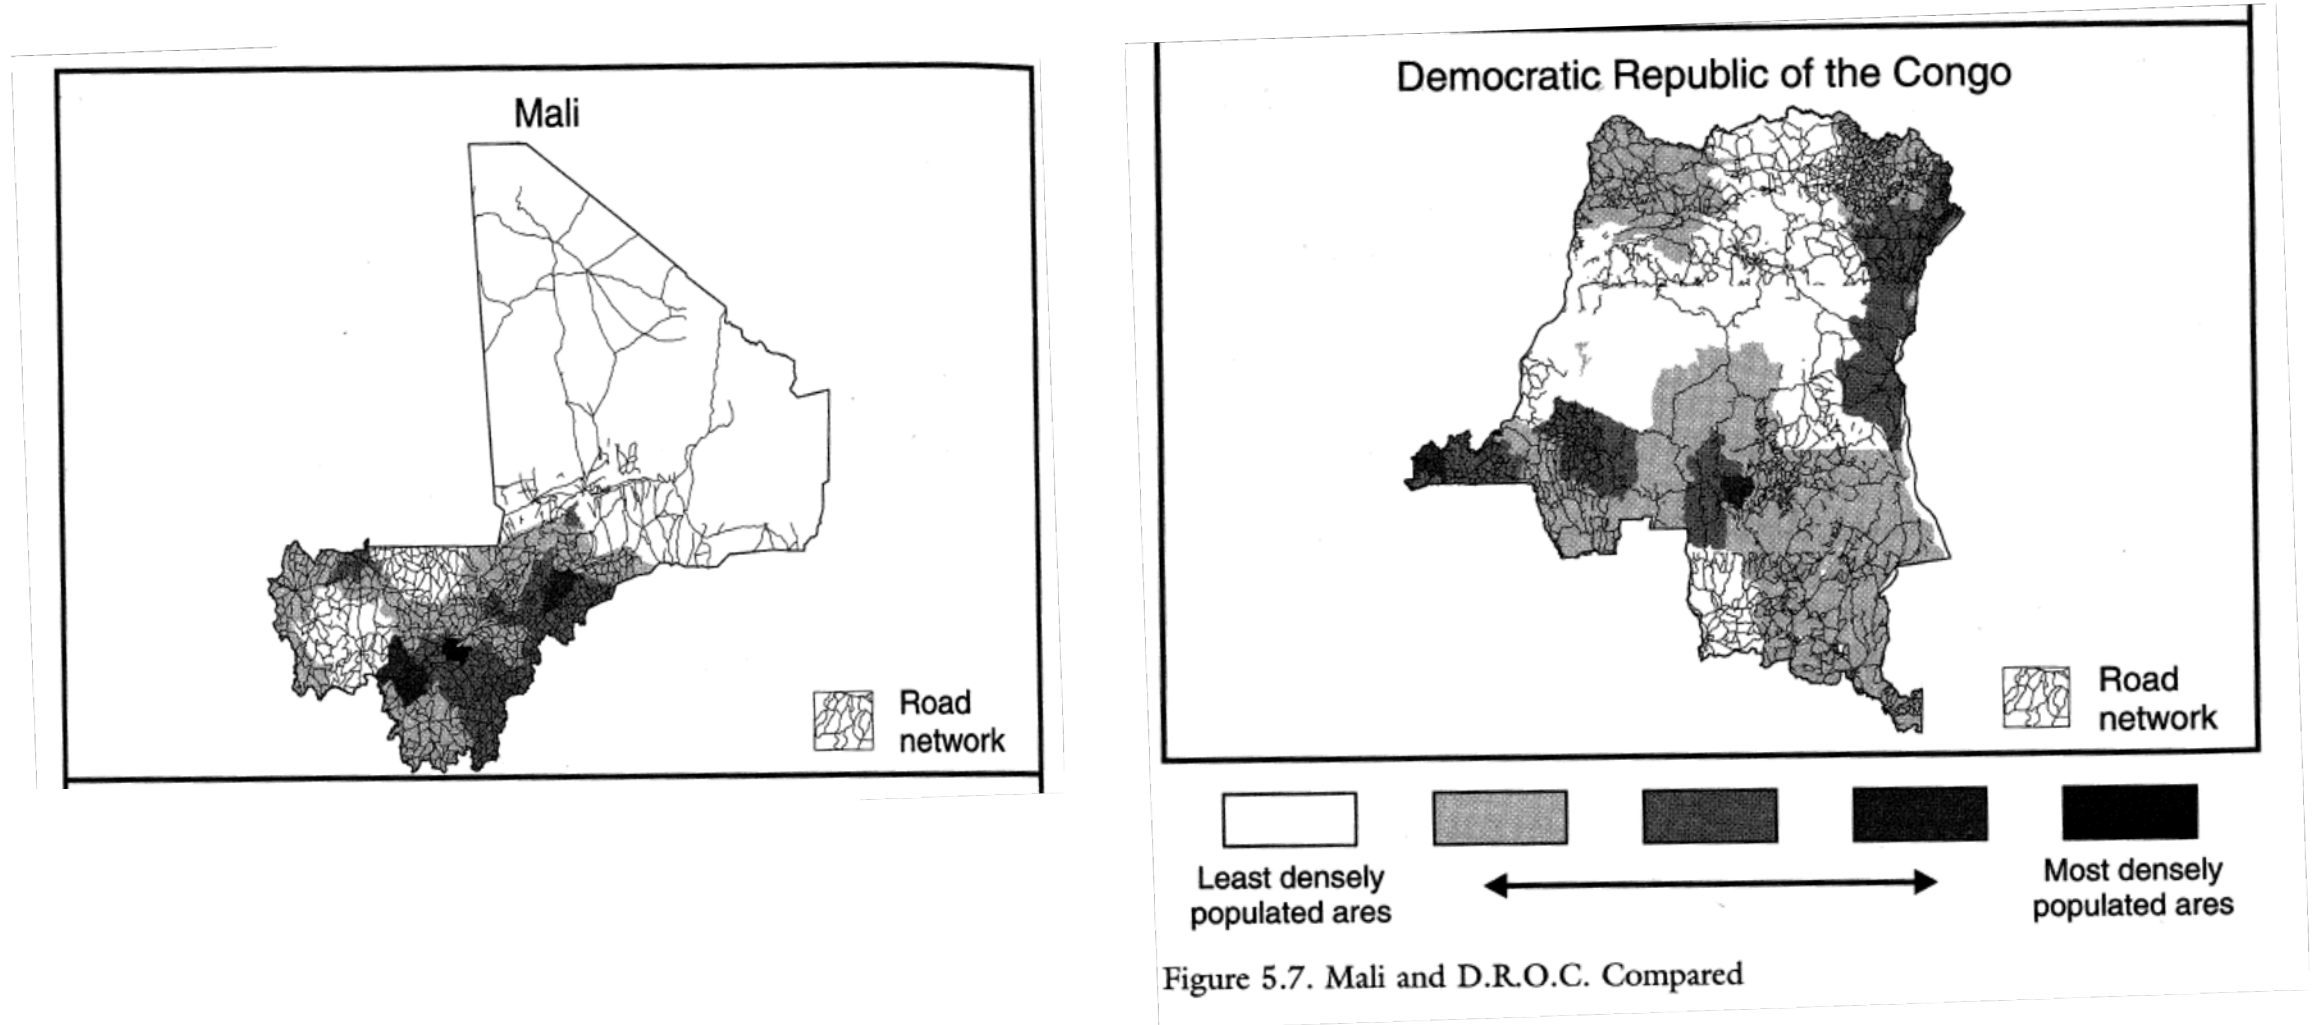 Mali
Road
network
Democratic Republic of the Congo
Road
network
Least densely
populated ares
Most densely
populated ares
Figure 5.7. Mali and D.R.O.C. Compared